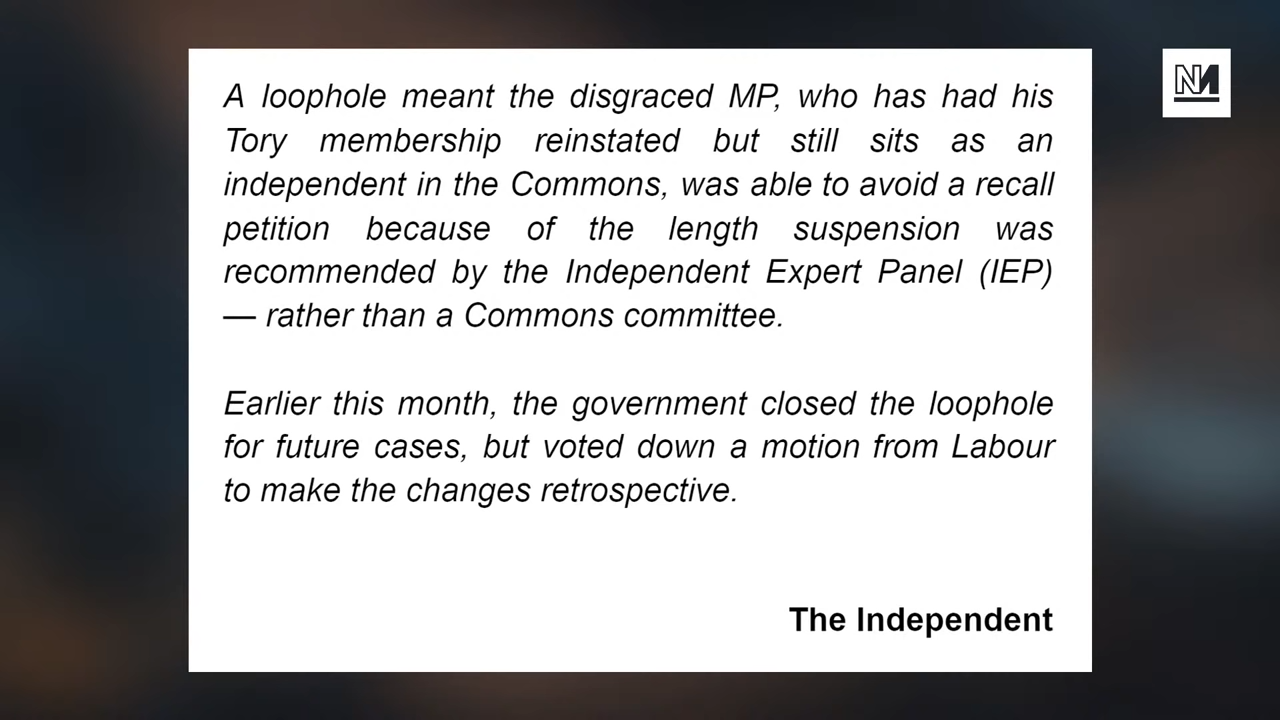 A loophole meant the disgraced MP, who has had his
Tory membership reinstated but still sits as an
independent in the Commons, was able to avoid a recall
petition because of the length suspension was
recommended by the Independent Expert Panel (IEP)
— rather than a Commons committee.
Earlier this month, the government closed the loophole
for future cases, but voted down a motion from Labour
to make the changes retrospective.
The Independent
NM